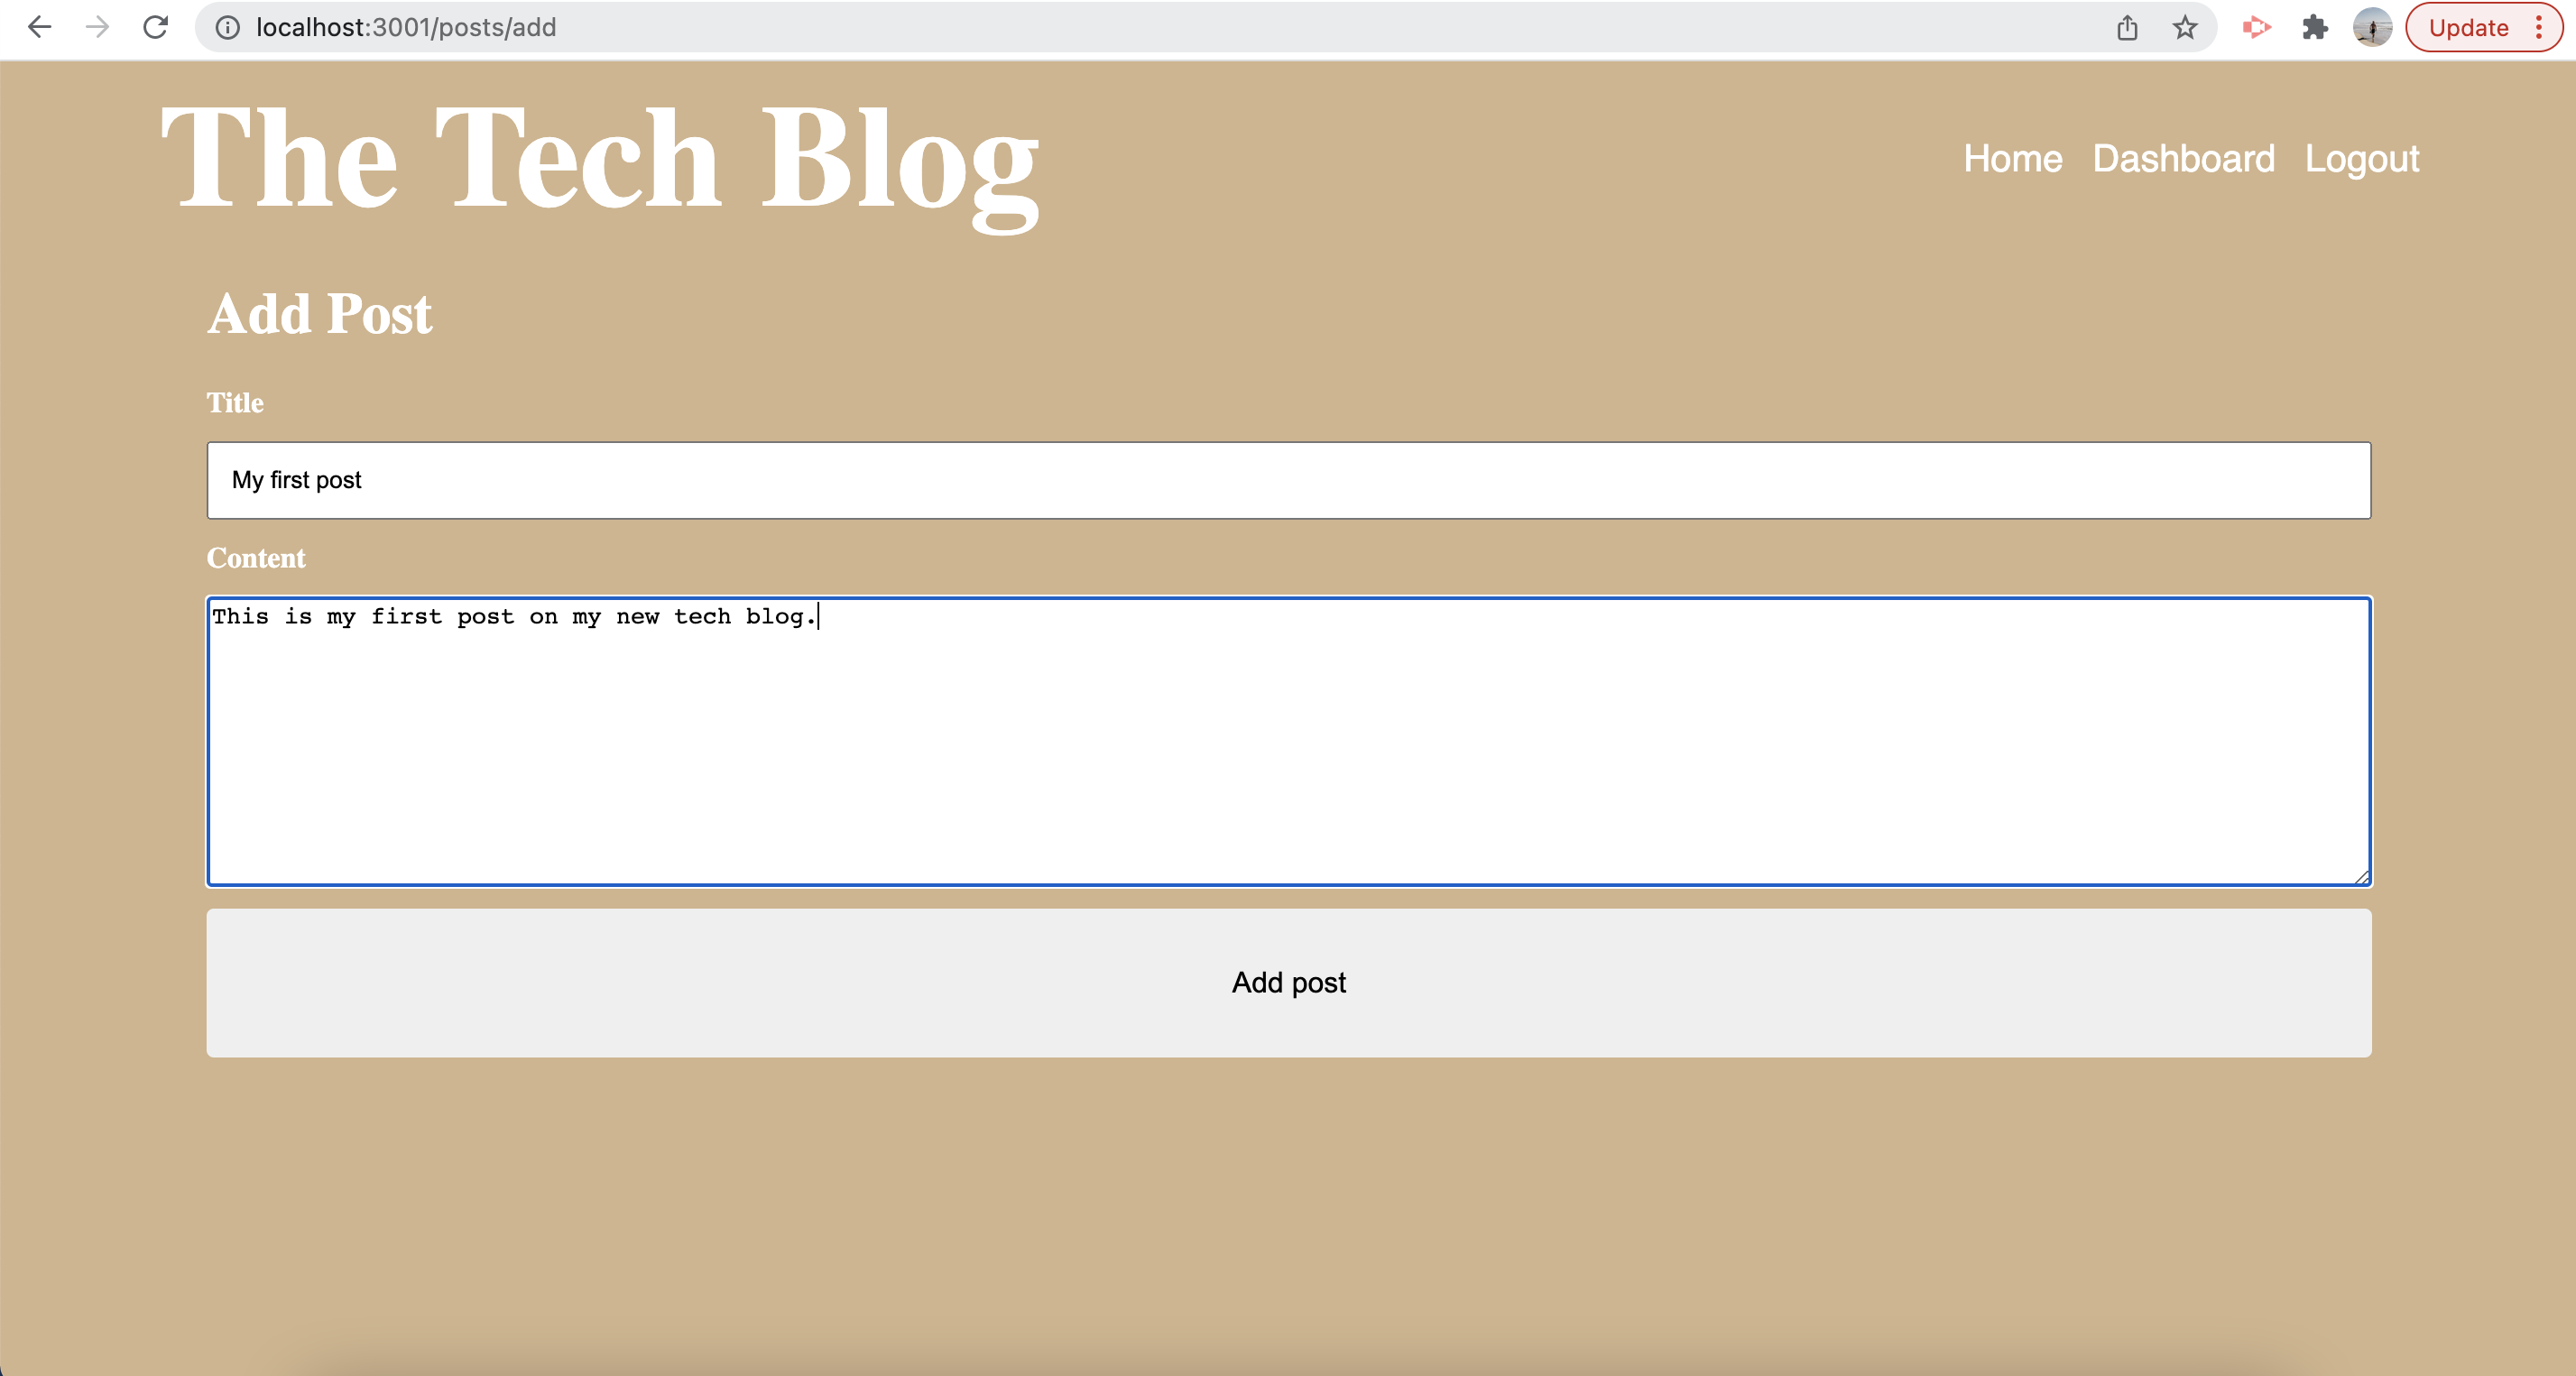 localhost:3001/posts/add
Update
The Tech Blog
Home Dashboard Logout
Add Post
Title
My first post
Content
This is my first post on my new tech blog.
Add post